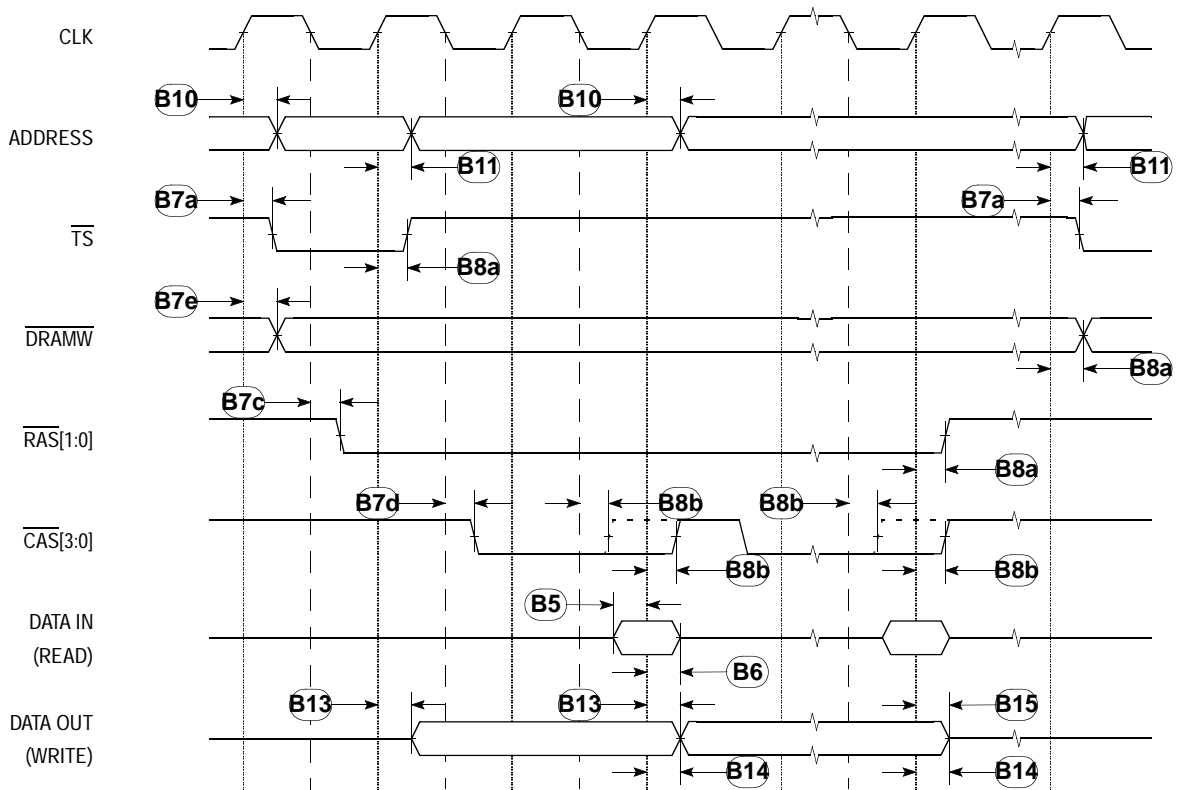 CLK
B10 B10
ADDRESS
B11 B11
B7a B7a
TS
B8a
B7e
DRAMW
B8a
B7c
RAS[1:0]
B8a
B7d B8b B8b
CAS[3:0]
B8b B8b
B5
DATA IN
(READ)
B6
B13 B13 B15
DATA OUT
(WRITE)
B14 B14